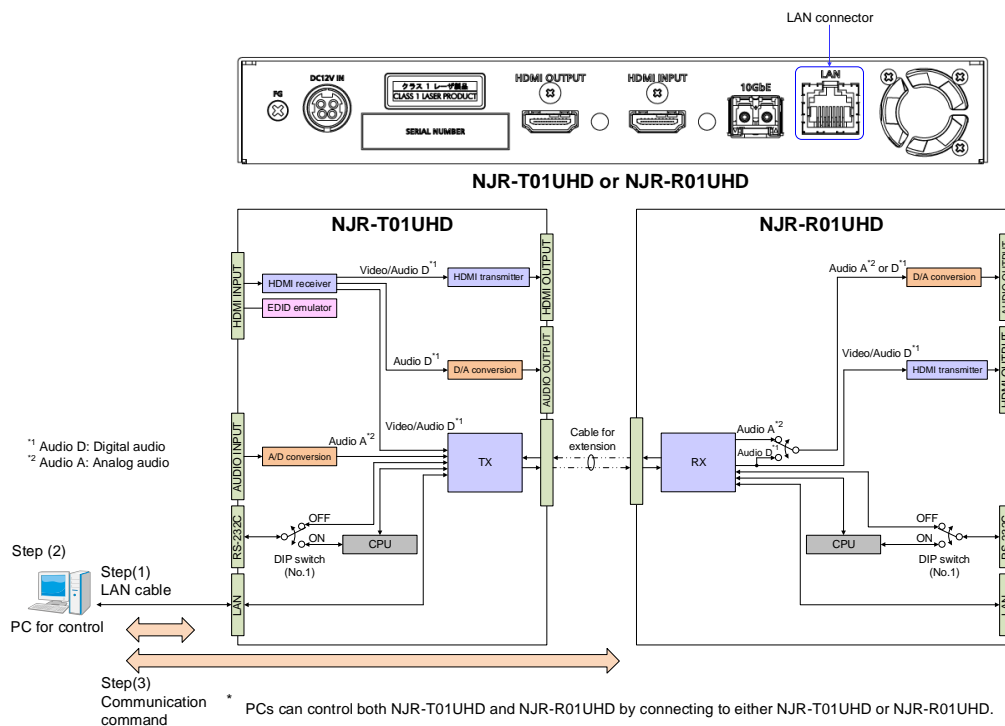 LAN connector
FG
DC12V IN
クラス 1 レーザ製品
CLASS 1 LASER PRODUCT
SERIAL NUMBER
HDMI OUTPUT
HDMI INPUT
10GbE
LAN
NJR-T01UHD or NJR-R01UHD
NJR-T01UHD
HDMI INPUT
HDMI receiver
EDID emulator
Video/Audio D*1
HDMI transmitter
HDMI OUTPUT
Audio D*1
D/A conversion
AUDIO OUTPUT
*1 Audio D: Digital audio
*2 Audio A: Analog audio
AUDIO INPUT
A/D conversion
Audio A*2
Video/Audio D*1
TX
RS-232C
OFF
ON
DIP switch
(No.1)
CPU
LAN
Cable for
extension
NJR-R01UHD
Audio A*2 or D*1
D/A conversion
AUDIO OUTPUT
Video/Audio D*1
HDMI transmitter
HDMI OUTPUT
RX
Audio A*2
Audio D*1
OFF
ON
CPU
DIP switch
(No.1)
RS-232C
LAN
Step (2)
PC for control
Step(1)
LAN cable
Step(3)
Communication
command
* PCs can control both NJR-T01UHD and NJR-R01UHD by connecting to either NJR-T01UHD or NJR-R01UHD.